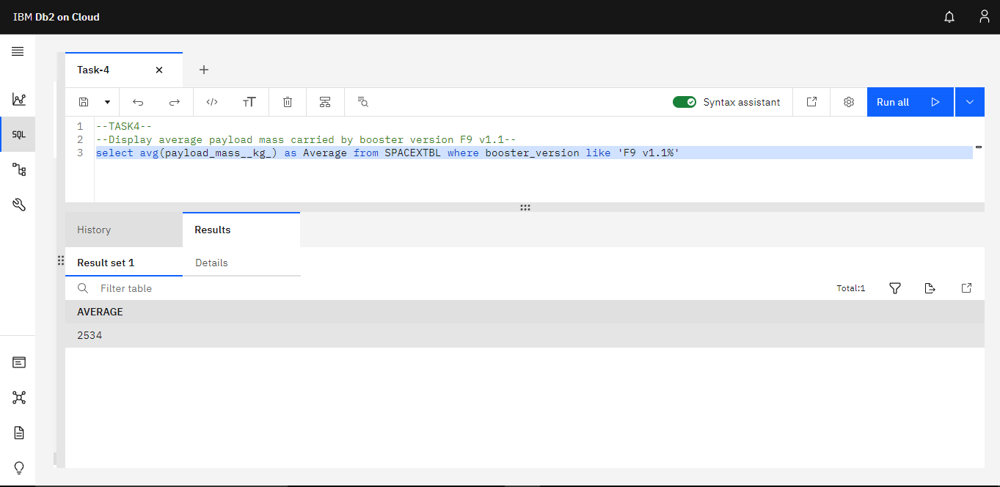 IBM Db2 on Cloud
Task-4
Syntax assistant
Run all
SQL
1 --TASK4--
2 --Display average payload mass carried by booster version F9 v1.1--
3 select avg(payload_mass__kg_) as Average from SPACEXTBL where booster_version like 'F9 v1.1%'
History
Results
Result set 1
Details
Filter table
Total:1
AVERAGE
2534